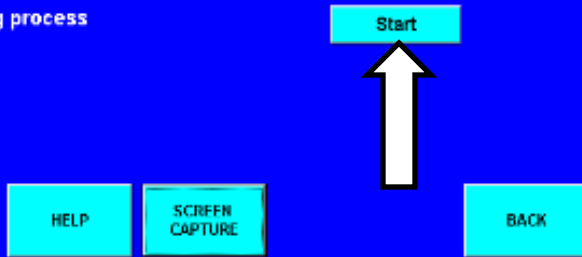 g process
Start
HELP
SCREEN
CAPTURE
BACK